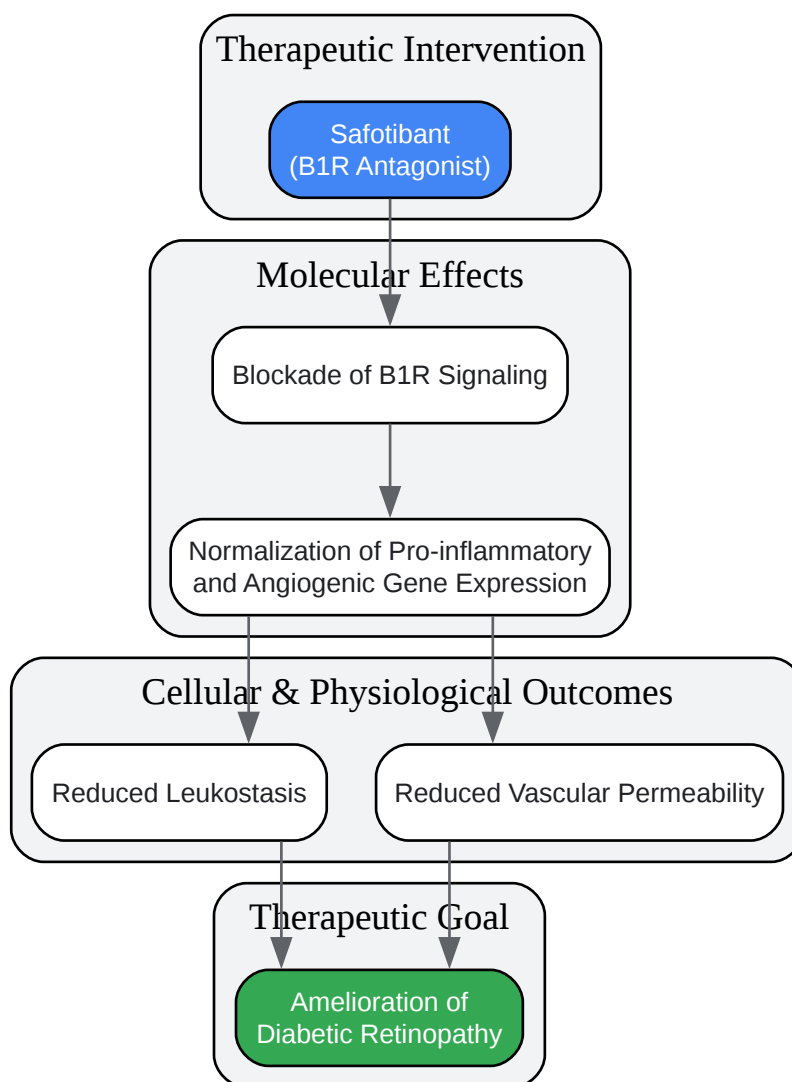 Therapeutic Intervention
Safotibant
(B1R Antagonist)
Molecular Effects
Blockade of B1R Signaling
Normalization of Pro-inflammatory
and Angiogenic Gene Expression
Cellular & Physiological Outcomes
Reduced Leukostasis
Reduced Vascular Permeability
Therapeutic Goal
Amelioration of
Diabetic Retinopathy